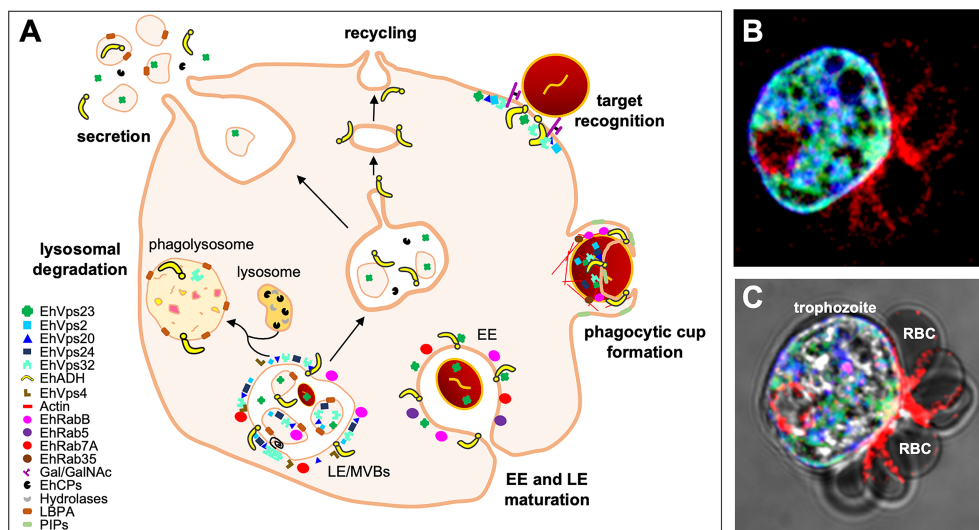 A
recycling
secretion
target
recognition
lysosomal
degradation
phagolysosome
lysosome
EE
phagocytic cup
formation
LE/MVBs
EE and LE
maturation
EhVps23
EhVps2
EhVps20
EhVps24
EhVps32
EhADH
EhVps4
Actin
EhRabB
EhRab5
EhRab7A
EhRab35
Gal/GalNAc
EhCPs
Hydrolases
LBPA
PIPs
B
C
trophozoite
RBC
RBC